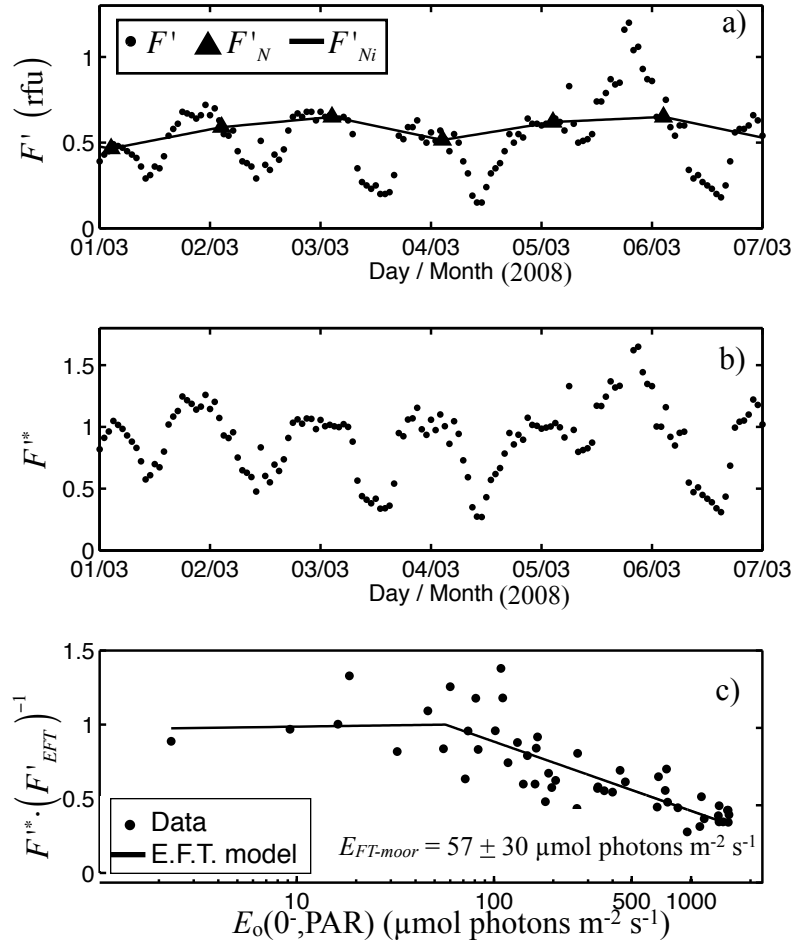 a)
F' F'N F'Ni
F' (rfu)
1
0.5
0
01/03 02/03 03/03 04/03 05/03 06/03 07/03
Day / Month (2008)
b)
F'*
1.5
1
0.5
0
01/03 02/03 03/03 04/03 05/03 06/03 07/03
Day / Month (2008)
c)
F'*·(F'EFT)⁻¹
1.5
1
0.5
0
Data
E.F.T. model
EFT-moor = 57 ± 30 µmol photons m⁻² s⁻¹
10 100 500 1000
Eo(0⁻,PAR) (µmol photons m⁻² s⁻¹)